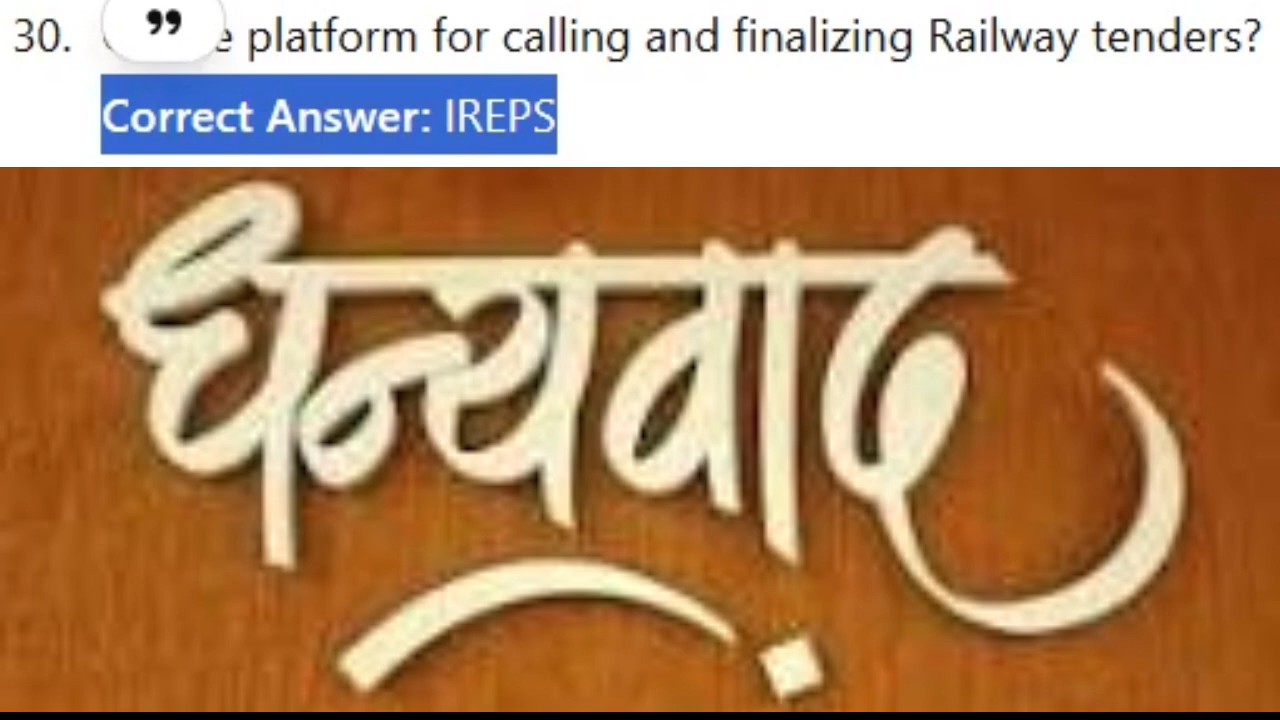 30. e platform for calling and finalizing Railway tenders?
Correct Answer: IREPS
धन्यवाद